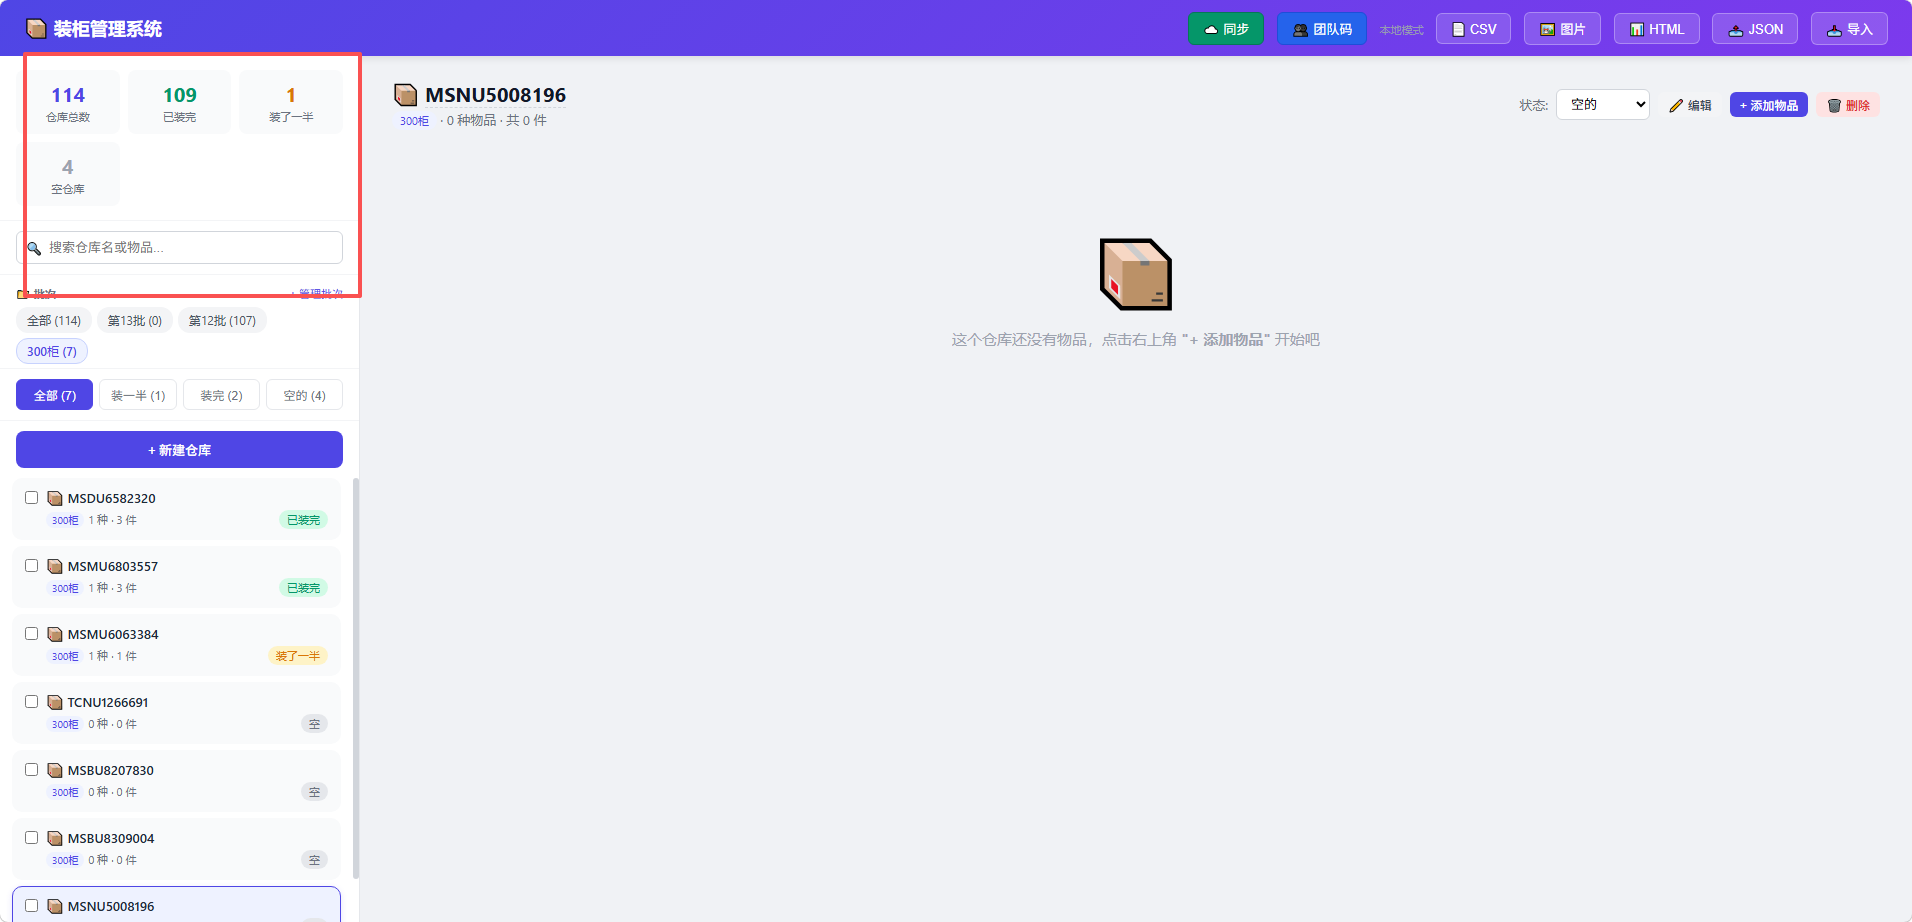 装柜管理系统
同步
团队码
本地模式
CSV
图片
HTML
JSON
导入
114
仓库总数
109
已装完
1
装了一半
4
空仓库
搜索仓库名或物品...
批次
+ 管理批次
全部 (114)
第13批 (0)
第12批 (107)
300柜 (7)
全部 (7)
装一半 (1)
装完 (2)
空的 (4)
+ 新建仓库
MSDU6582320
300柜 1 种 · 3 件
已装完
MSMU6803557
300柜 1 种 · 3 件
已装完
MSMU6063384
300柜 1 种 · 1 件
装了一半
TCNU1266691
300柜 0 种 · 0 件
空
MSBU8207830
300柜 0 种 · 0 件
空
MSBU8309004
300柜 0 种 · 0 件
空
MSNU5008196
MSNU5008196
300柜 · 0 种物品 · 共 0 件
状态:
空的
编辑
+ 添加物品
删除
这个仓库还没有物品，点击右上角 "+ 添加物品" 开始吧